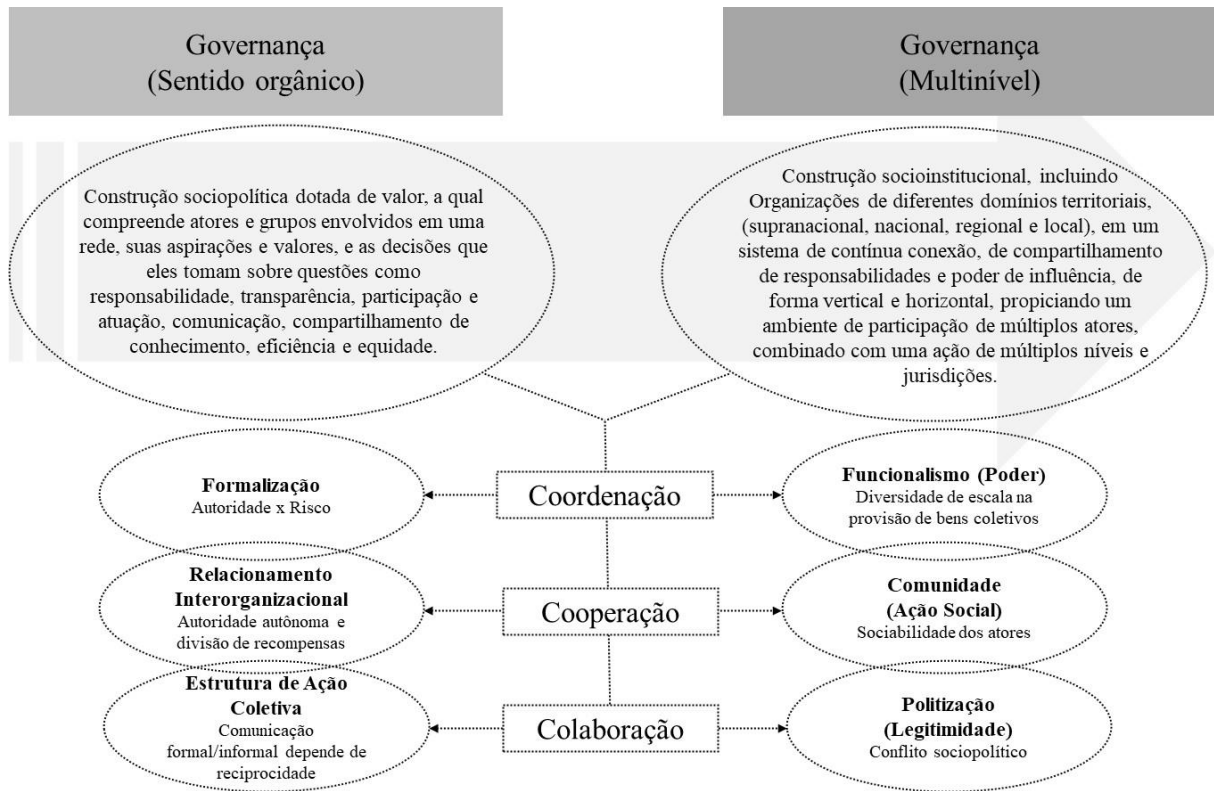 Governança
(Sentido orgânico)
Governança
(Multinível)
Construção sociopolítica dotada de valor, a qual
compreende atores e grupos envolvidos em uma
rede, suas aspirações e valores, e as decisões que
eles tomam sobre questões como
responsabilidade, transparência, participação e
atuação, comunicação, compartilhamento de
conhecimento, eficiência e equidade.
Construção socioinstitucional, incluindo
Organizações de diferentes domínios territoriais,
(supranacional, nacional, regional e local), em um
sistema de contínua conexão, de compartilhamento
de responsabilidades e poder de influência, de
forma vertical e horizontal, propiciando um
ambiente de participação de múltiplos atores,
combinado com uma ação de múltiplos níveis e
jurisdições.
Formalização
Autoridade x Risco
Coordenação
Funcionalismo (Poder)
Diversidade de escala na
provisão de bens coletivos
Relacionamento
Interorganizacional
Autoridade autônoma e
divisão de recompensas
Cooperação
Comunidade
(Ação Social)
Sociabilidade dos atores
Estrutura de Ação
Coletiva
Comunicação
formal/informal depende de
reciprocidade
Colaboração
Politização
(Legitimidade)
Conflito sociopolítico